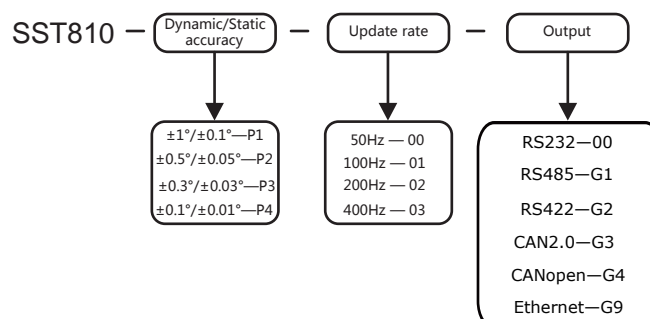 SST810 — Dynamic/Static accuracy — Update rate — Output
±1°/±0.1°—P1
±0.5°/±0.05°—P2
±0.3°/±0.03°—P3
±0.1°/±0.01°—P4
50Hz — 00
100Hz — 01
200Hz — 02
400Hz — 03
RS232—00
RS485—G1
RS422—G2
CAN2.0—G3
CANopen—G4
Ethernet—G9